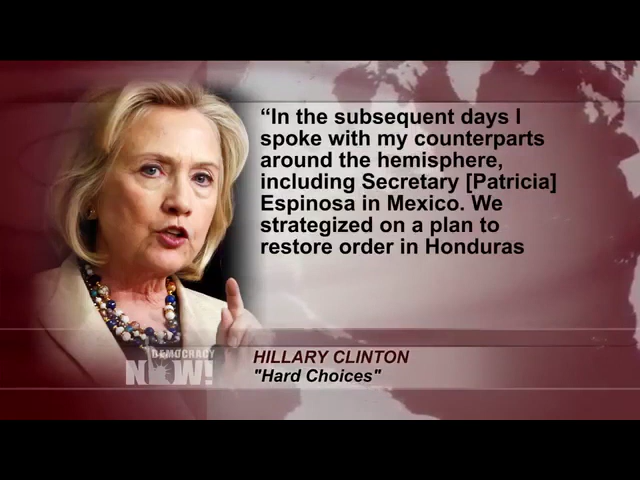 “In the subsequent days I
spoke with my counterparts
around the hemisphere,
including Secretary [Patricia]
Espinosa in Mexico. We
strategized on a plan to
restore order in Honduras
DEMOCRACY
NOW!
HILLARY CLINTON
"Hard Choices"